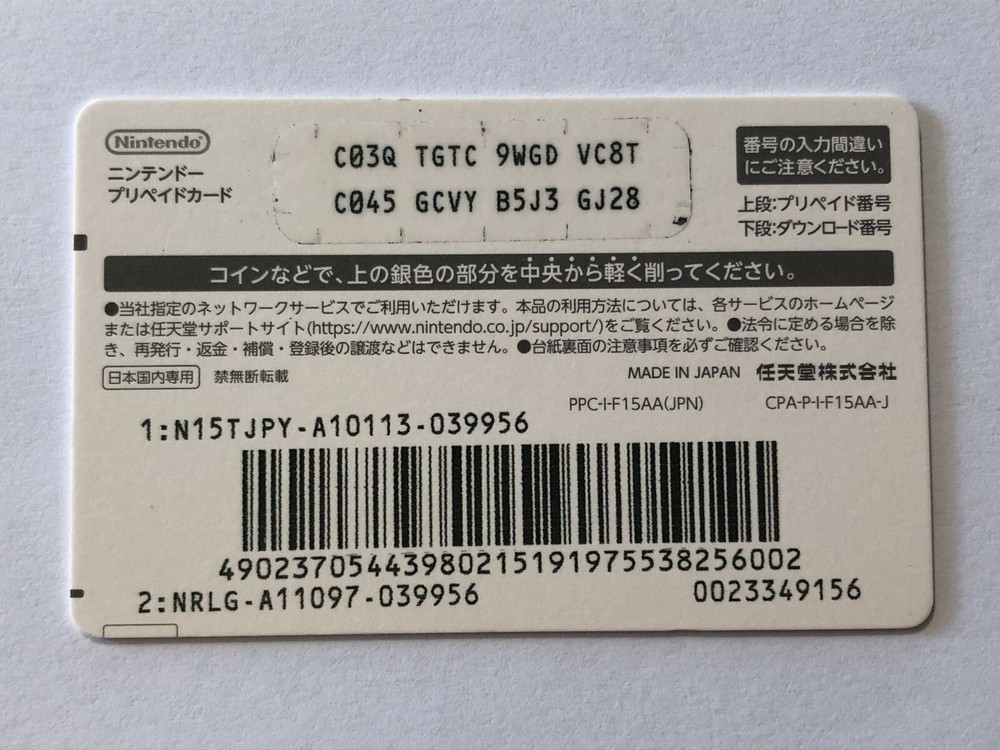 Nintendo
ニンテンドー
プリペイドカード
C03Q TGTC 9WGD VC8T
C045 GCVY B5J3 GJ28
番号の入力間違い
にご注意ください。
上段:プリペイド番号
下段:ダウンロード番号
コインなどで、上の銀色の部分を中央から軽く削ってください。
●当社指定のネットワークサービスでご利用いただけます。本品の利用方法については、各サービスのホームページ
または任天堂サポートサイト(https://www.nintendo.co.jp/support/)をご覧ください。●法令に定める場合を除
き、再発行・返金・補償・登録後の譲渡などはできません。●台紙裏面の注意事項を必ずご確認ください。
日本国内専用 禁無断転載 MADE IN JAPAN 任天堂株式会社
PPC-I-F15AA(JPN) CPA-P-I-F15AA-J
1:N15TJPY-A10113-039956
49023705443980215191975538256002
2:NRLG-A11097-039956 0023349156